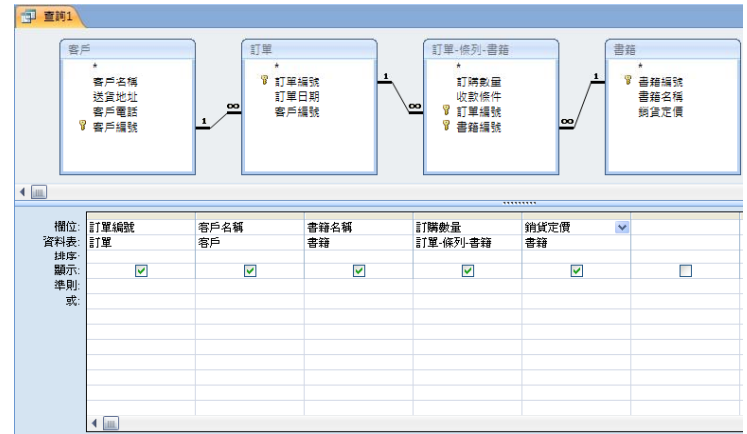 查詢1
客戶
*
客戶名稱
送貨地址
客戶電話
客戶編號
1
∞
訂單
*
訂單編號
訂單日期
客戶編號
1
∞
訂單-條列-書籍
*
訂購數量
收款條件
訂單編號
書籍編號
∞
1
書籍
*
書籍編號
書籍名稱
銷貨定價
欄位: 訂單編號 客戶名稱 書籍名稱 訂購數量 銷貨定價
資料表: 訂單 客戶 書籍 訂單-條列-書籍 書籍
排序:
顯示:
準則:
或: